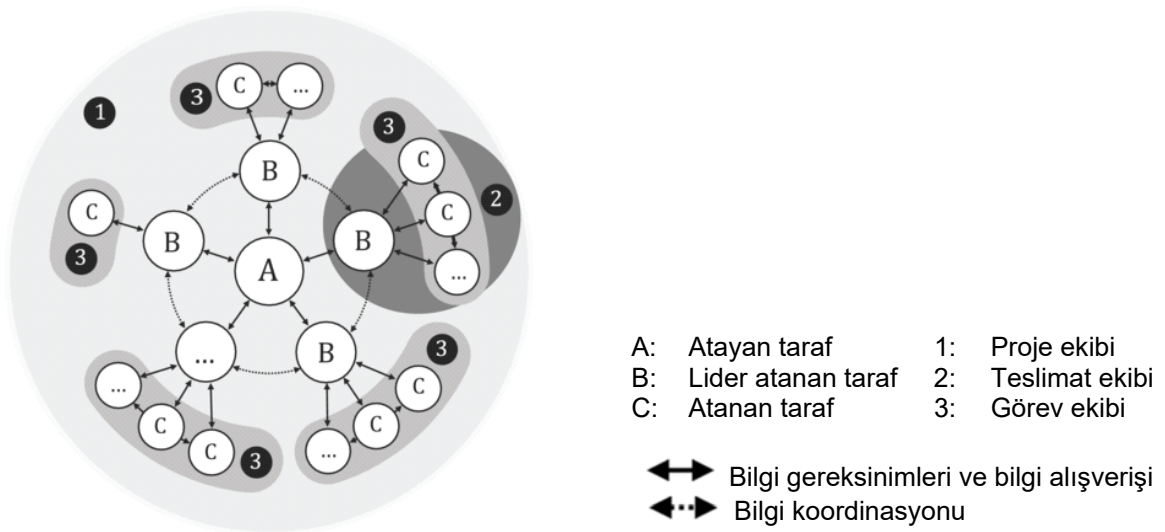 C ...
3
1
3
C
B
2
C
C
B
B
3
A
...
...
B
3
...
C
C
C
C
3
...
A: Atayan taraf 1: Proje ekibi
B: Lider atanan taraf 2: Teslimat ekibi
C: Atanan taraf 3: Görev ekibi
Bilgi gereksinimleri ve bilgi alışverişi
Bilgi koordinasyonu